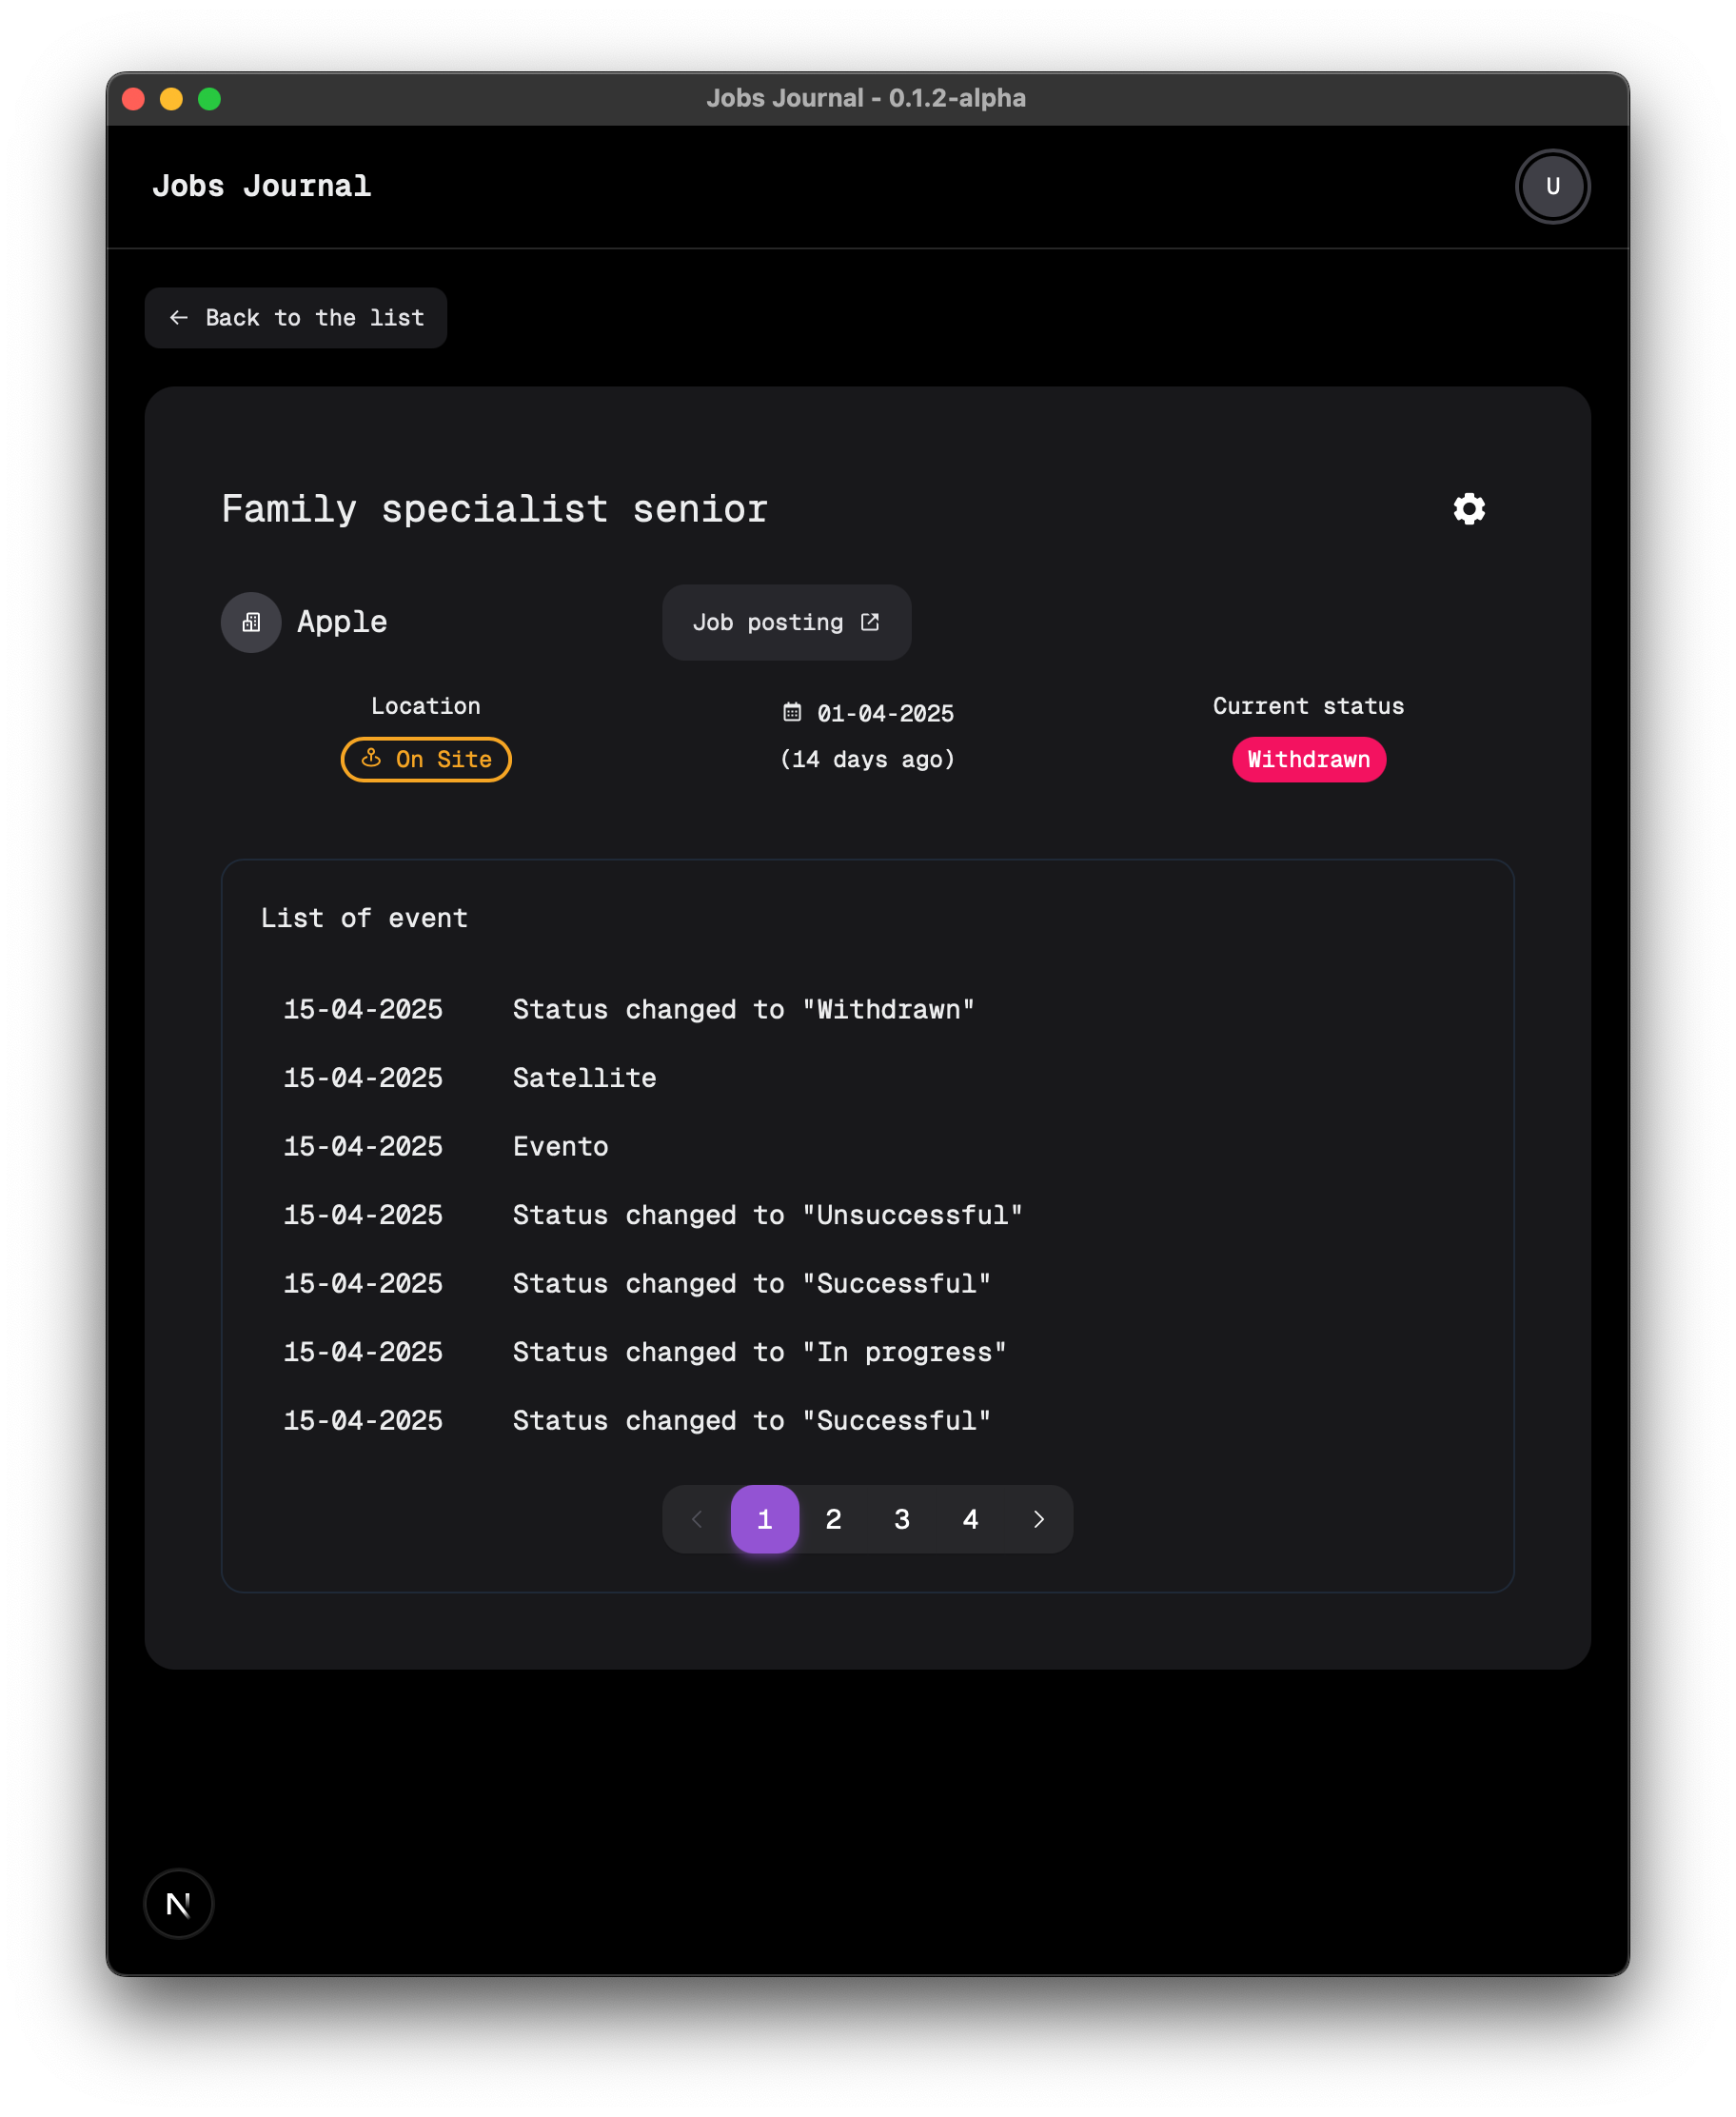 Jobs Journal - 0.1.2-alpha
Jobs Journal
U
Back to the list
Family specialist senior
Apple
Job posting
Location
01-04-2025
Current status
On Site
(14 days ago)
Withdrawn
List of event
15-04-2025 Status changed to "Withdrawn"
15-04-2025 Satellite
15-04-2025 Evento
15-04-2025 Status changed to "Unsuccessful"
15-04-2025 Status changed to "Successful"
15-04-2025 Status changed to "In progress"
15-04-2025 Status changed to "Successful"
1 2 3 4
N